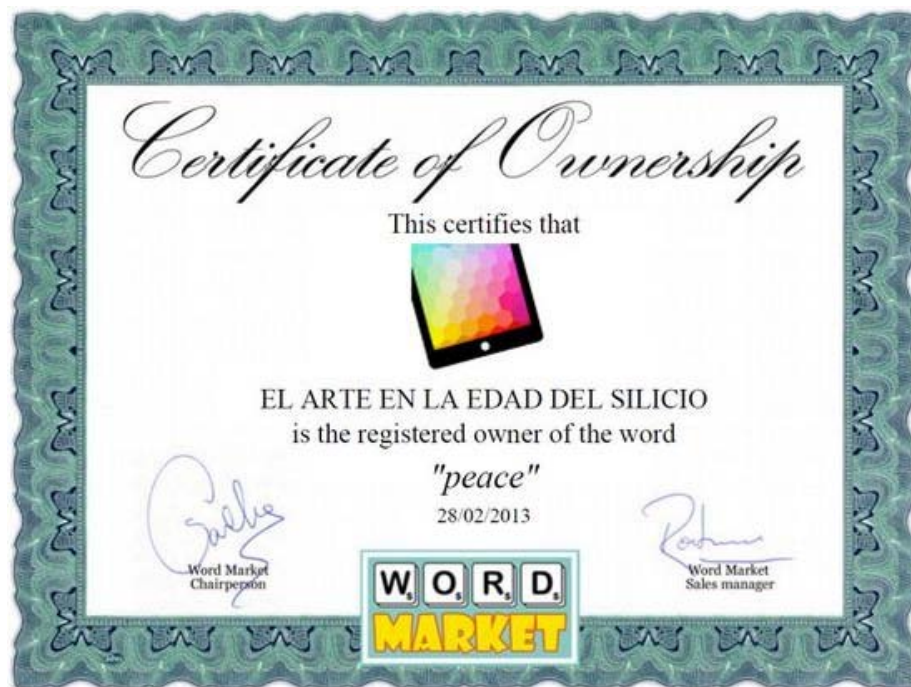 Certificate of Ownership
This certifies that
EL ARTE EN LA EDAD DEL SILICIO
is the registered owner of the word
"peace"
28/02/2013
Word Market
Chairperson
Word Market
Sales manager
WORD
MARKET